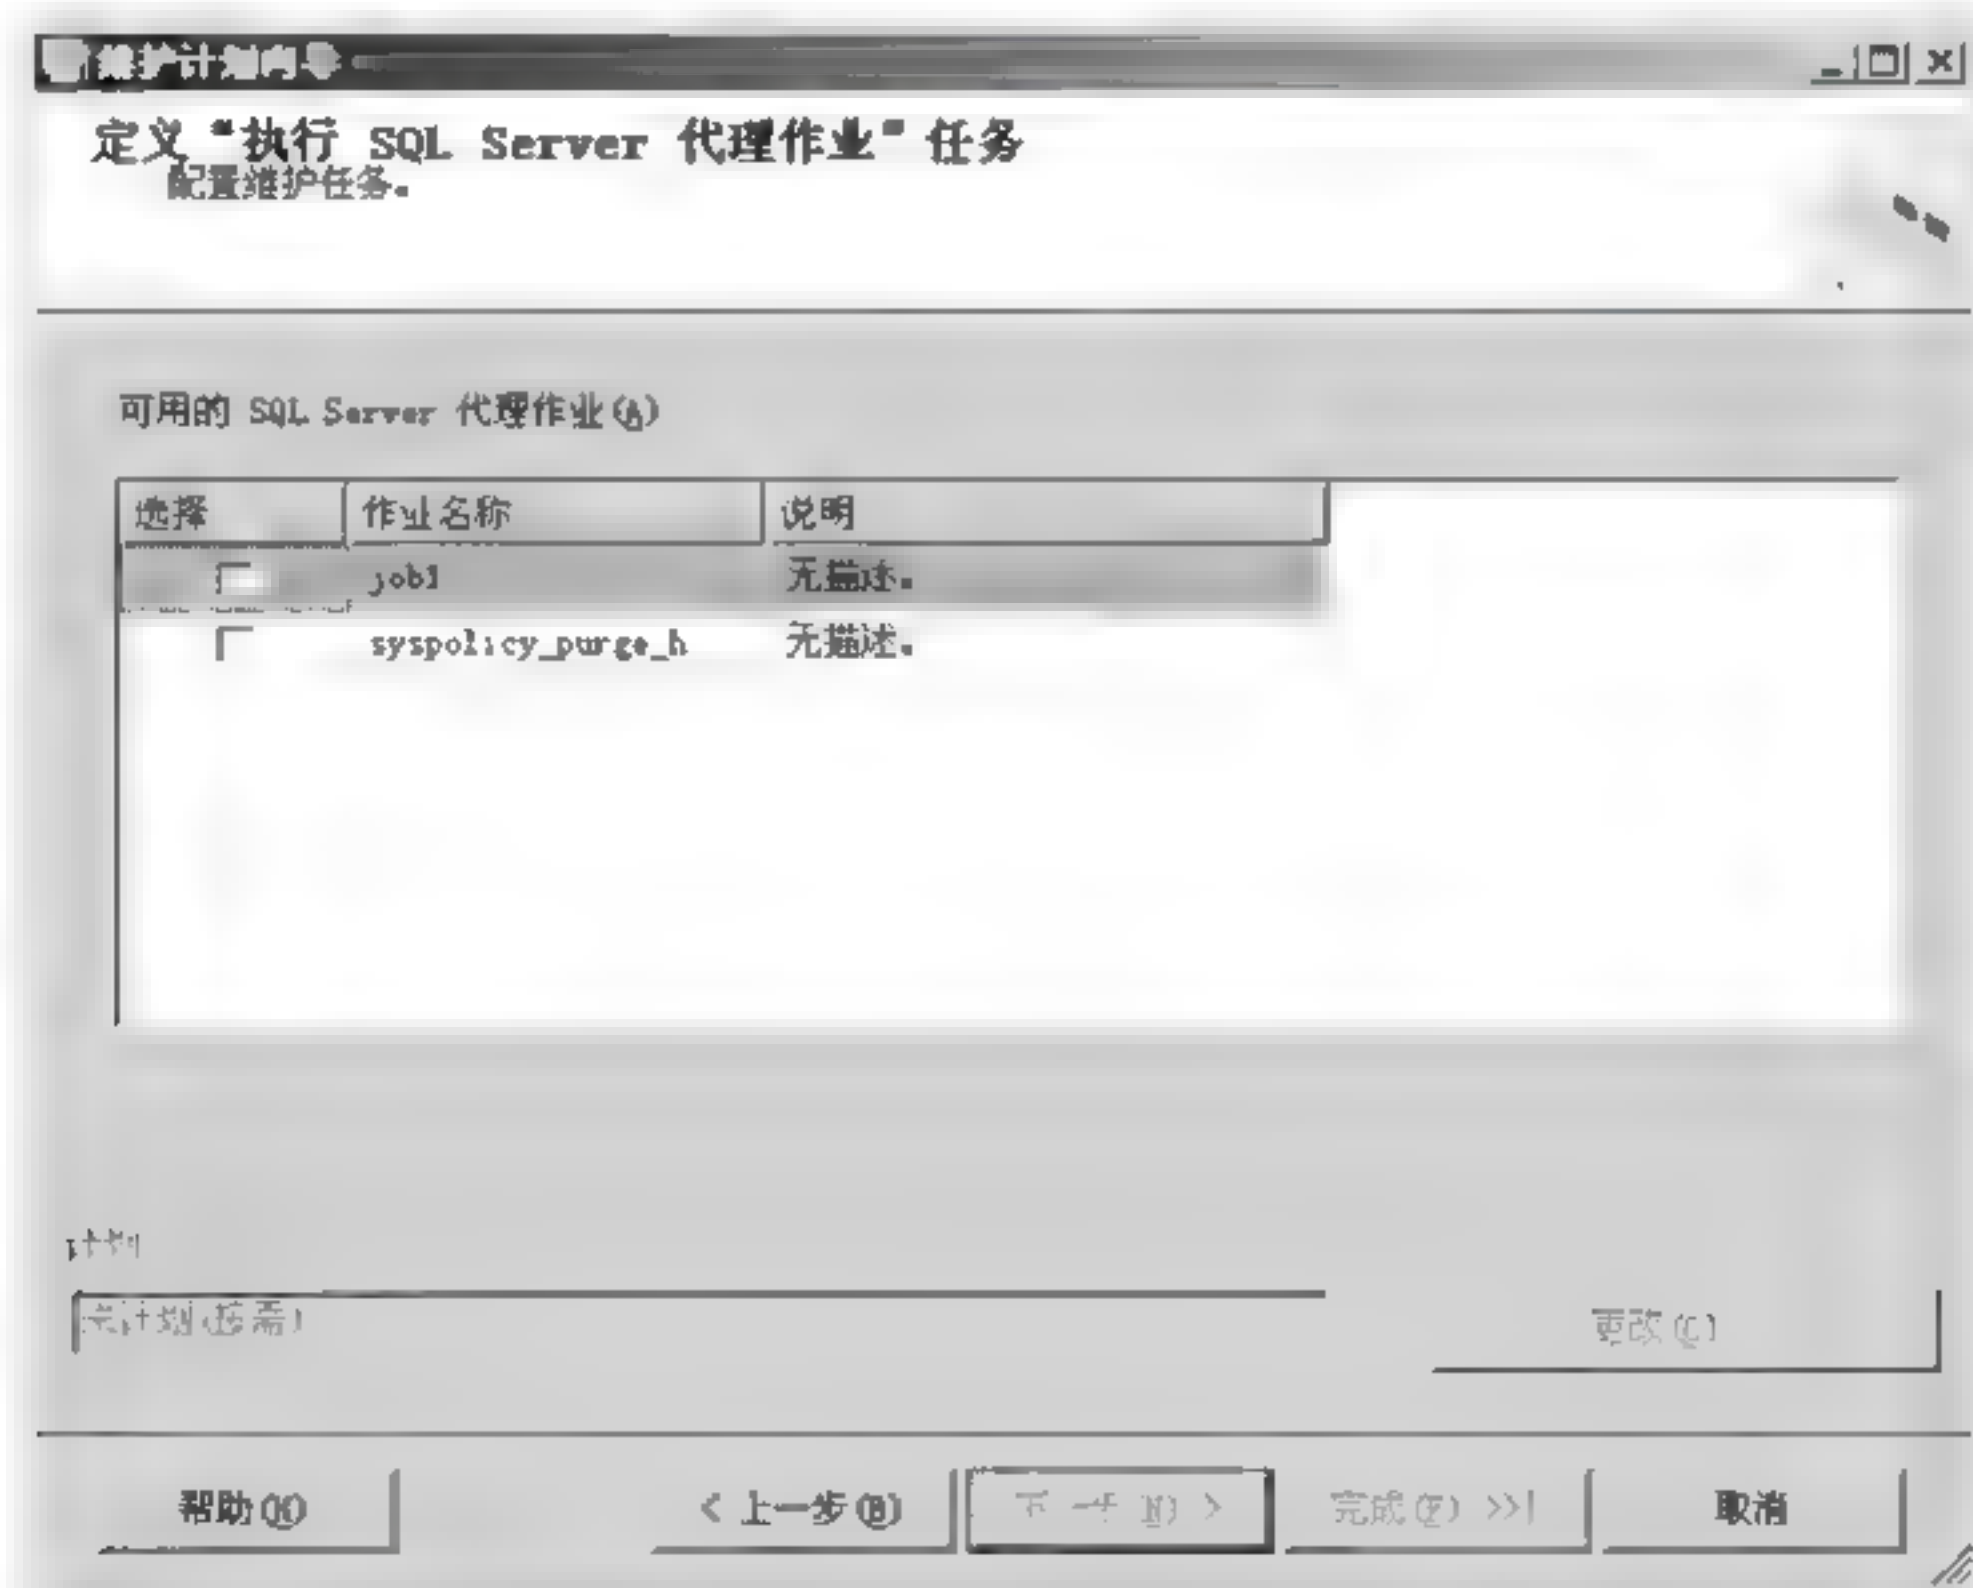 维护计划向导
定义“执行 SQL Server 代理作业”任务
配置维护任务。
可用的 SQL Server 代理作业(A)
选择 作业名称 说明
job1 无描述。
syspolicy_purge_h 无描述。
计划
未计划(按需)
更改(C)
帮助(H) < 上一步(B) 下一步(N) > 完成(F) >>| 取消